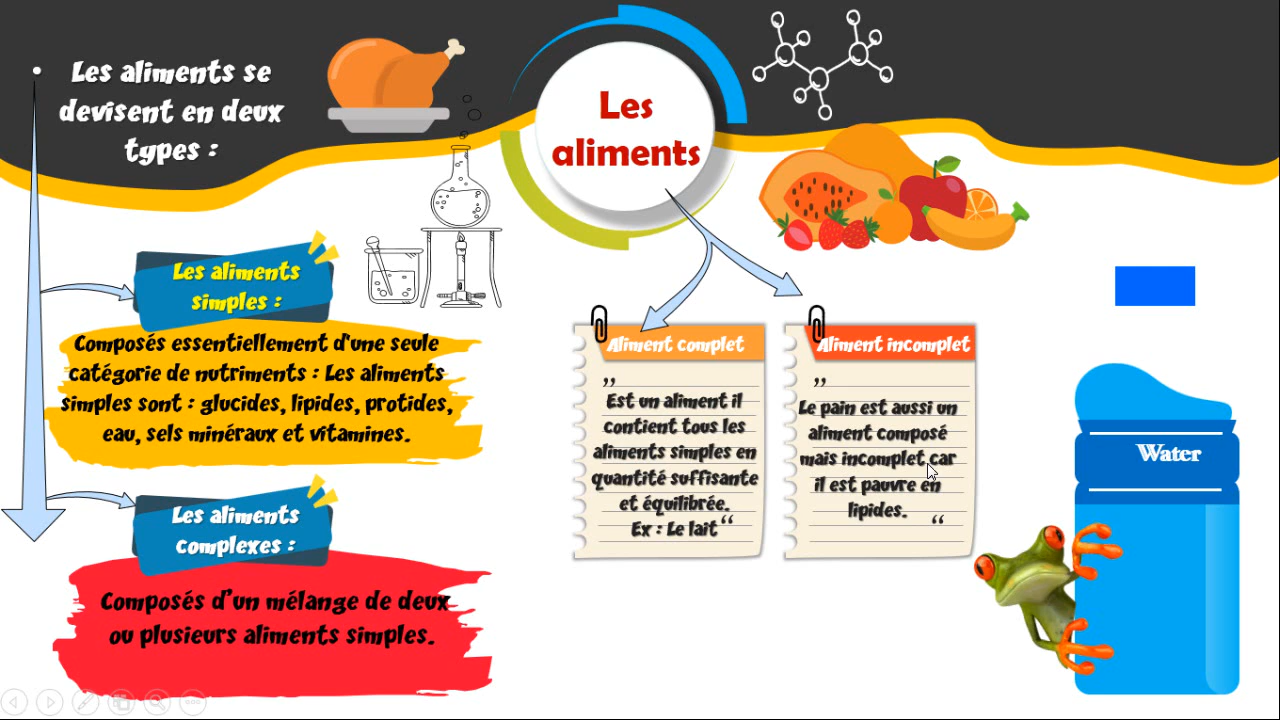 Les aliments se
devisent en deux
types :
Les
aliments
Les aliments
simples :
Composés essentiellement d'une seule
catégorie de nutriments : Les aliments
simples sont : glucides, lipides, protides,
eau, sels minéraux et vitamines.
Les aliments
complexes :
Composés d’un mélange de deux
ou plusieurs aliments simples.
Aliment complet
”
Est un aliment il
contient tous les
aliments simples en
quantité suffisante
et équilibrée.
Ex : Le lait“
Aliment incomplet
”
Le pain est aussi un
aliment composé
mais incomplet car
il est pauvre en
lipides.
“
Water